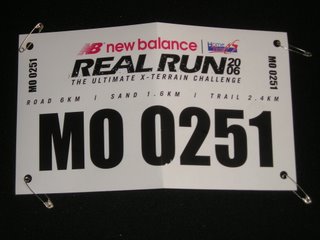 new balance
REAL RUN 2006
THE ULTIMATE X-TERRAIN CHALLENGE
ROAD 6KM | SAND 1.6KM | TRAIL 2.4KM
MO 0251
MO 0251
MO 0251